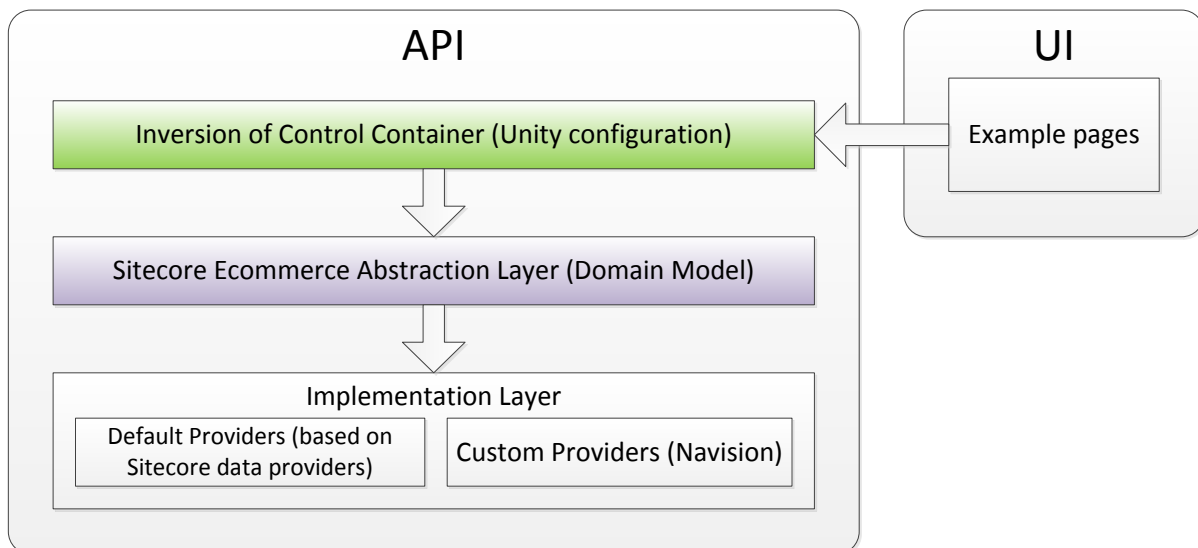 API
UI
Inversion of Control Container (Unity configuration)
Example pages
Sitecore Ecommerce Abstraction Layer (Domain Model)
Implementation Layer
Default Providers (based on
Sitecore data providers)
Custom Providers (Navision)